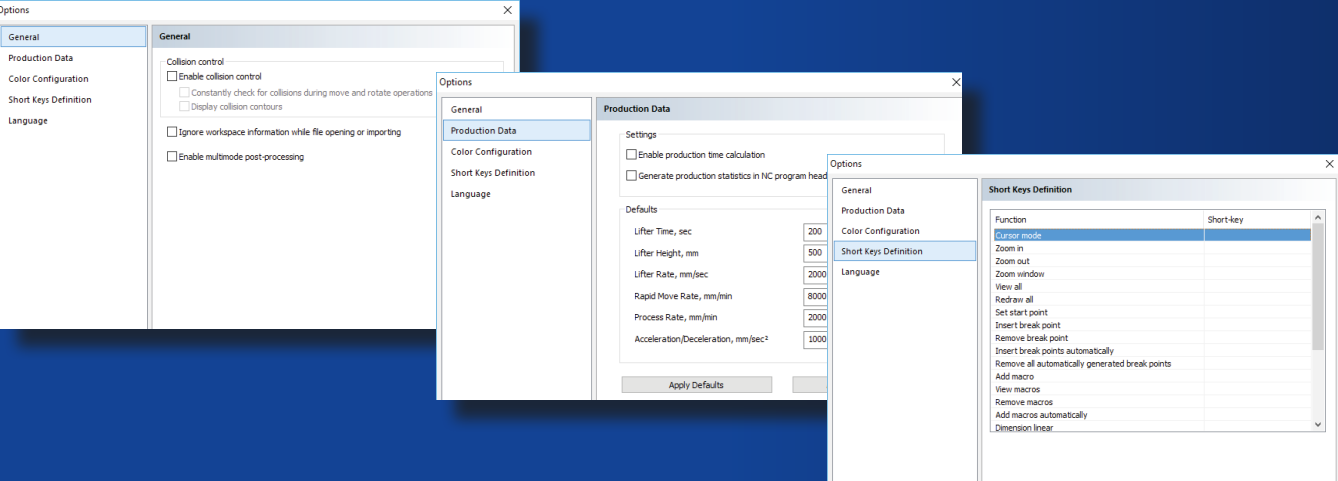 Options
General
Production Data
Color Configuration
Short Keys Definition
Language
General
Collision control
Enable collision control
Constantly check for collisions during move and rotate operations
Display collision contours
Ignore workspace information while file opening or importing
Enable multimode post-processing
Options
General
Production Data
Color Configuration
Short Keys Definition
Language
Production Data
Settings
Enable production time calculation
Generate production statistics in NC program head
Defaults
Lifter Time, sec 200
Lifter Height, mm 500
Lifter Rate, mm/sec 2000
Rapid Move Rate, mm/min 8000
Process Rate, mm/min 2000
Acceleration/Deceleration, mm/sec² 1000
Apply Defaults
Options
General
Production Data
Color Configuration
Short Keys Definition
Language
Short Keys Definition
Function Short-key
Cursor mode
Zoom in
Zoom out
Zoom window
View all
Redraw all
Set start point
Insert break point
Remove break point
Insert break points automatically
Remove all automatically generated break points
Add macro
View macros
Remove macros
Add macros automatically
Dimension linear